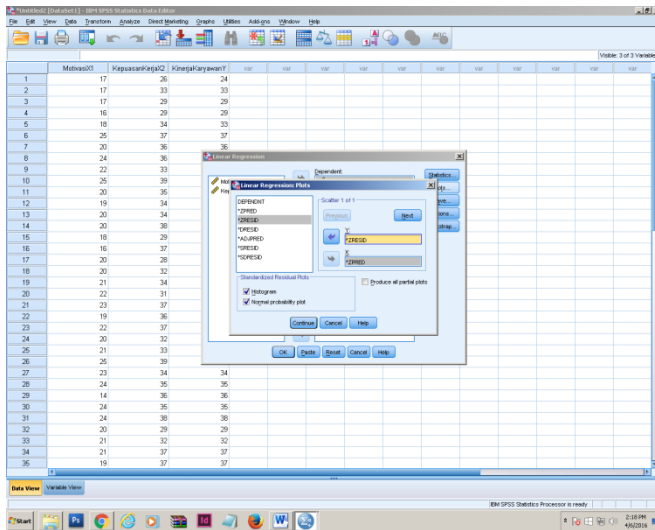 *Untitled2 [DataSet1] - IBM SPSS Statistics Data Editor
File Edit View Data Transform Analyze Direct Marketing Graphs Utilities Add-ons Window Help
Visible: 3 of 3 Variable
MotivasiX1 KepuasanKerjaX2 KinerjaKaryawanY var var var var var var var var var
1 17 26 24
2 17 33 33
3 17 29 29
4 16 29 29
5 18 34 33
6 25 37 37
7 20 36 36
8 24 36
9 22 33
10 25 39
11 20 35
12 19 34
13 20 34
14 20 38
15 18 29
16 16 37
17 20 28
18 20 32
19 21 34
20 22 31
21 23 37
22 19 36
23 22 37
24 20 32
25 21 33
26 25 39
27 23 34 34
28 24 35 35
29 14 36 36
30 24 35 35
31 24 38 38
32 20 29 29
33 21 32 32
34 21 37 37
35 19 37 37
Linear Regression
Dependent
Statistics...
Linear Regression: Plots
DEPENDNT
*ZPRED
*ZRESID
*DRESID
*ADJPRED
*SRESID
*SDRESID
Scatter 1 of 1
Previous Next
Y:
*ZRESID
X:
*ZPRED
Standardized Residual Plots
Histogram
Normal probability plot
Produce all partial plots
Continue Cancel Help
OK Paste Reset Cancel Help
Data View Variable View
IBM SPSS Statistics Processor is ready
Start
2:18 PM
4/6/2016